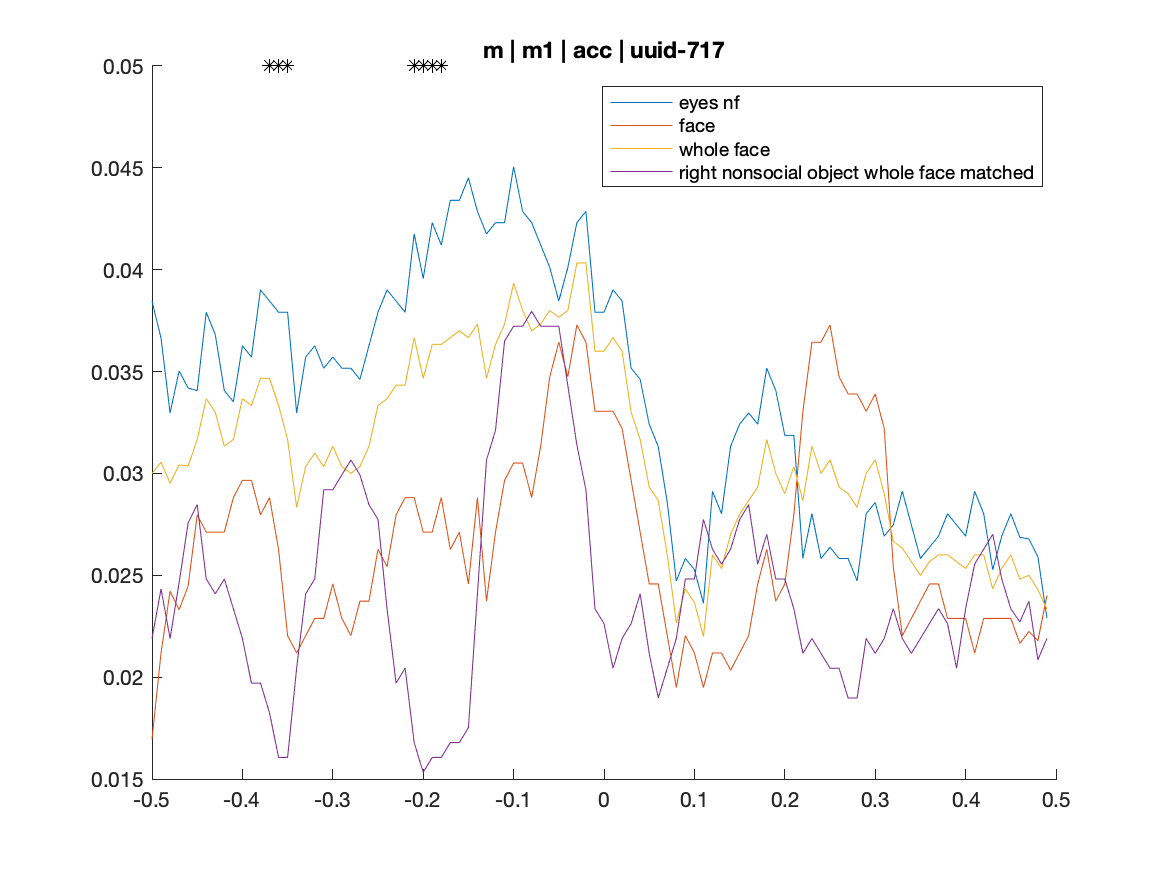 m | m1 | acc | uuid-717
*** ****
eyes nf
face
whole face
right nonsocial object whole face matched
0.05
0.045
0.04
0.035
0.03
0.025
0.02
0.015
-0.5 -0.4 -0.3 -0.2 -0.1 0 0.1 0.2 0.3 0.4 0.5